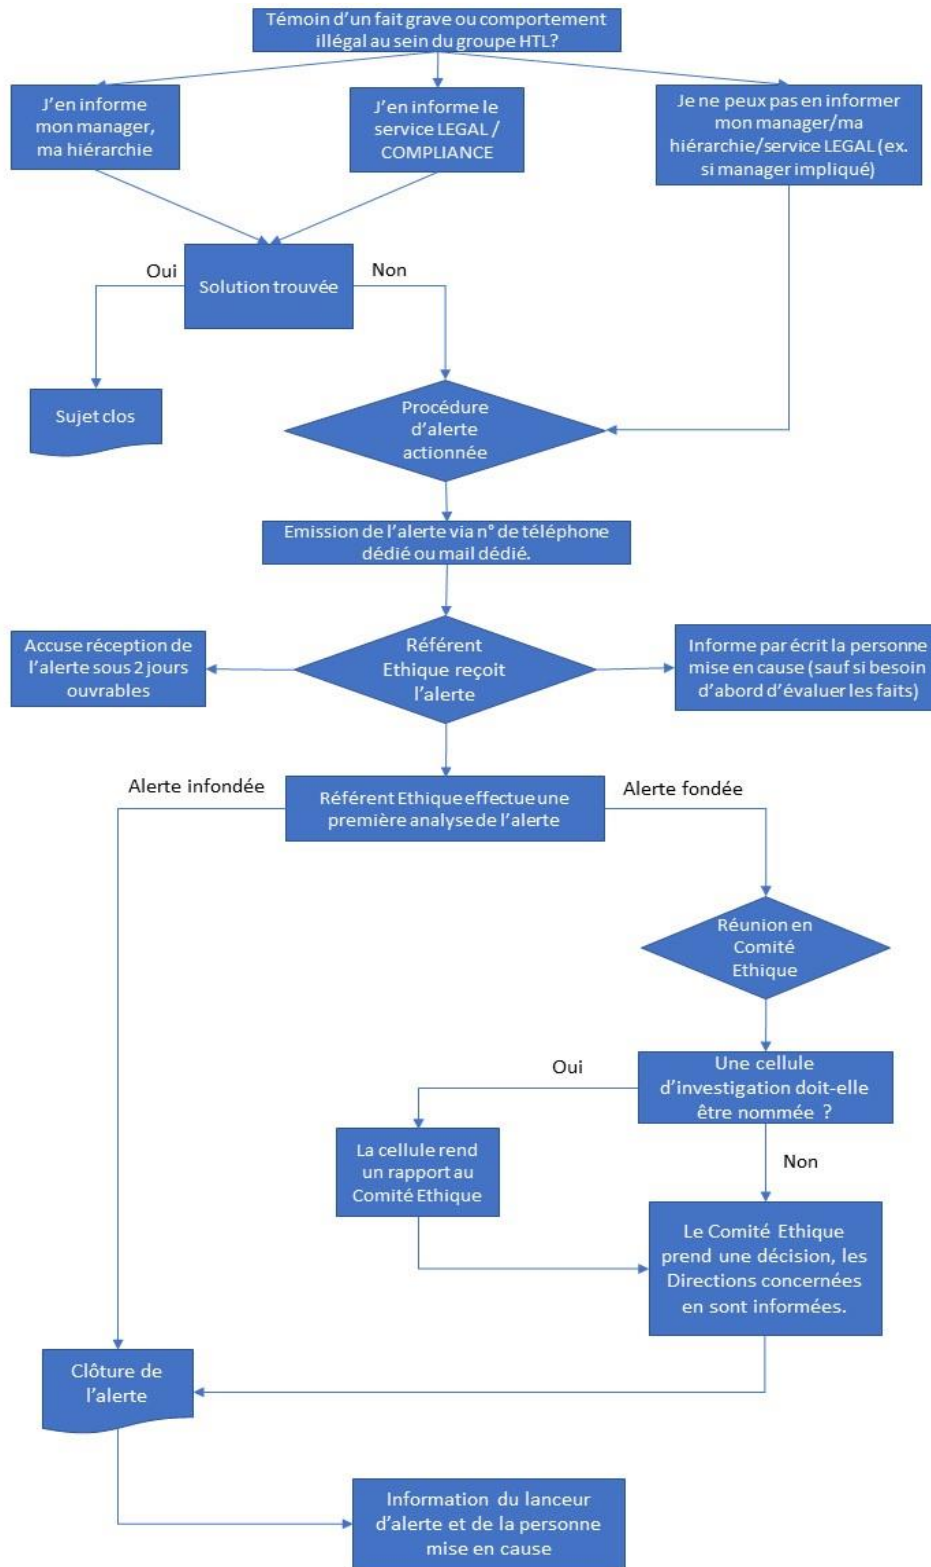 Témoin d'un fait grave ou comportement
illégal au sein du groupe HTL?
J'en informe
mon manager,
ma hiérarchie
J'en informe le
service LEGAL /
COMPLIANCE
Je ne peux pas en informer
mon manager/ma
hiérarchie/service LEGAL (ex.
si manager impliqué)
Oui
Solution trouvée
Non
Sujet clos
Procédure
d'alerte
actionnée
Emission de l'alerte via n° de téléphone
dédié ou mail dédié.
Accuse réception de
l'alerte sous 2 jours
ouvrables
Référent
Ethique reçoit
l'alerte
Informe par écrit la personne
mise en cause (sauf si besoin
d'abord d'évaluer les faits)
Alerte infondée
Référent Ethique effectue une
première analyse de l'alerte
Alerte fondée
Réunion en
Comité
Ethique
Oui
Une cellule
d'investigation doit-elle
être nommée ?
La cellule rend
un rapport au
Comité Ethique
Non
Le Comité Ethique
prend une décision, les
Directions concernées
en sont informées.
Clôture de
l'alerte
Information du lanceur
d'alerte et de la personne
mise en cause